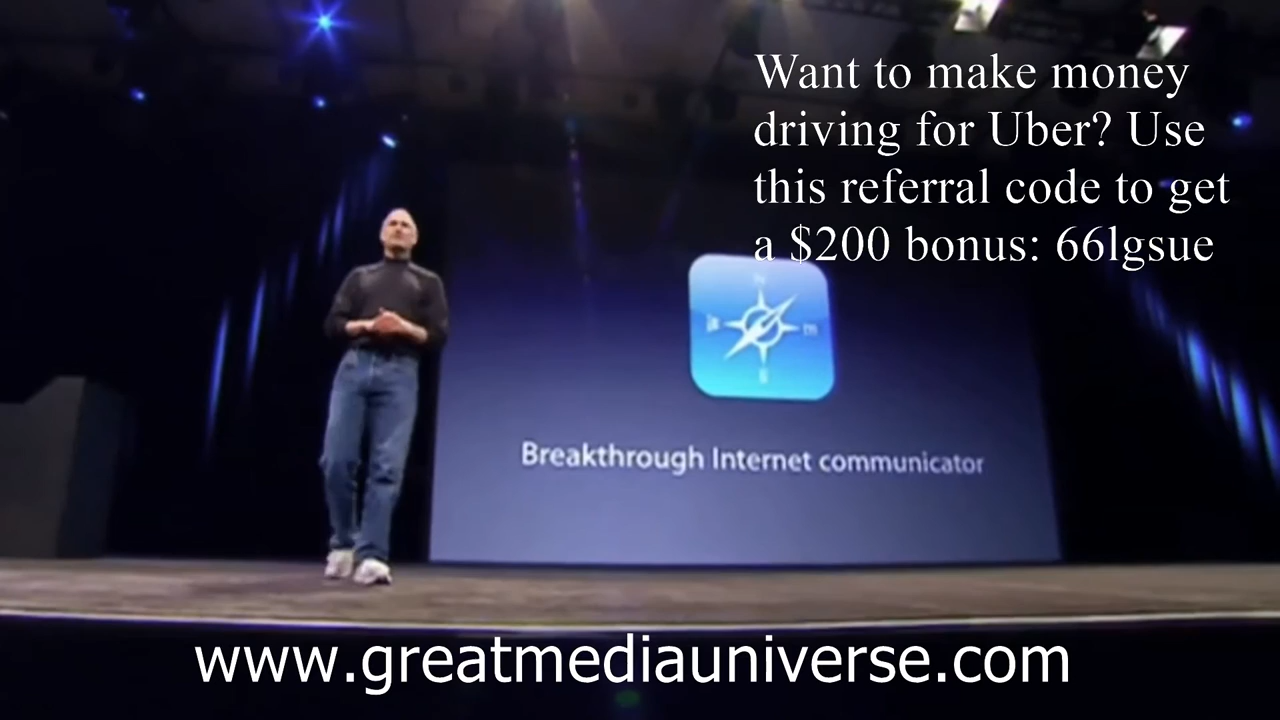 Want to make money
driving for Uber? Use
this referral code to get
a $200 bonus: 66lgsue
N
W
E
S
Breakthrough Internet communicator
www.greatmediauniverse.com